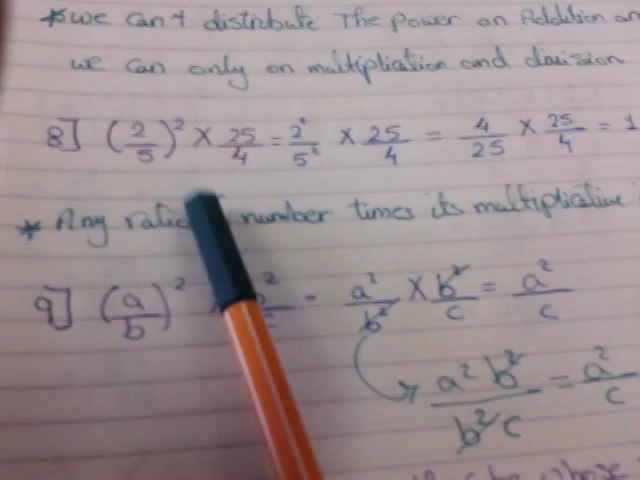 *we can't distribute The power on Addition an
we can only on multipliation and division
8] (2/5)² × 25/4 = 2²/5² × 25/4 = 4/25 × 25/4 = 1
* Any number times its multiplicative
9] (a/b)² × b²/c = a²/b² × b²/c = a²/c
a² b²/b² c = a²/c